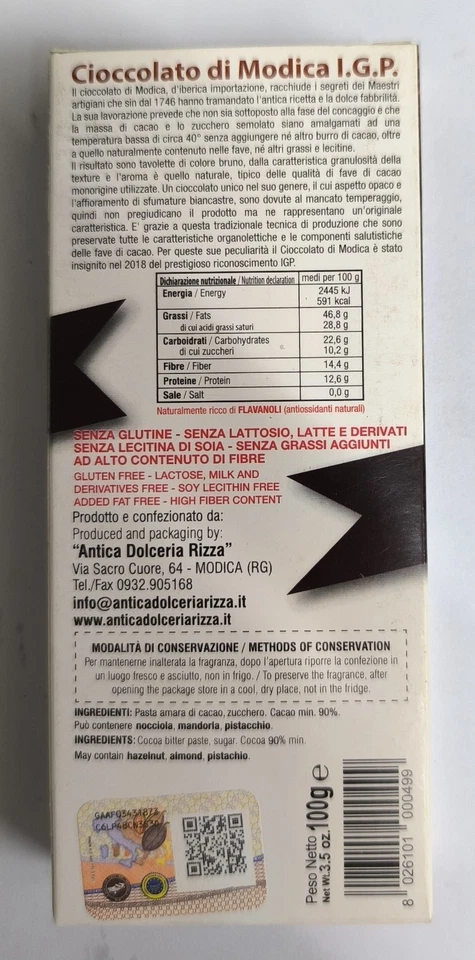 Cioccolato di Modica I.G.P.
Il cioccolato di Modica, d'iberica importazione, racchiude i segreti dei Maestri
artigiani che sin dal 1746 hanno tramandato l'antica ricetta e la dolce fabbrilità.
La sua lavorazione prevede che non sia sottoposto alla fase del concaggio e che
la massa di cacao e lo zucchero semolato siano amalgamati ad una
temperatura bassa di circa 40° senza aggiungere né altro burro di cacao, oltre
a quello naturalmente contenuto nelle fave, né altri grassi e lecitine.
Il risultato sono tavolette di colore bruno, dalla caratteristica granulosità della
texture e l'aroma è quello naturale, tipico delle qualità di fave di cacao
monorigine utilizzate. Un cioccolato unico nel suo genere, il cui aspetto opaco e
l'affioramento di sfumature biancastre, sono dovute al mancato temperaggio,
quindi non pregiudicano il prodotto ma ne rappresentano un'originale
caratteristica. E' grazie a questa tradizionale tecnica di produzione che sono
preservate tutte le caratteristiche organolettiche e le componenti salutistiche
delle fave di cacao. Per queste sue peculiarità il Cioccolato di Modica è stato
insignito nel 2018 del prestigioso riconoscimento IGP.
Dichiarazione nutrizionale / Nutrition declaration medi per 100 g
Energia / Energy 2445 kJ
591 kcal
Grassi / Fats 46,8 g
di cui acidi grassi saturi 28,8 g
Carboidrati / Carbohydrates 22,6 g
di cui zuccheri 10,2 g
Fibre / Fiber 14,4 g
Proteine / Protein 12,6 g
Sale / Salt 0,0 g
Naturalmente ricco di FLAVANOLI (antiossidanti naturali)
SENZA GLUTINE - SENZA LATTOSIO, LATTE E DERIVATI
SENZA LECITINA DI SOIA - SENZA GRASSI AGGIUNTI
AD ALTO CONTENUTO DI FIBRE
GLUTEN FREE - LACTOSE, MILK AND
DERIVATIVES FREE - SOY LECITHIN FREE
ADDED FAT FREE - HIGH FIBER CONTENT
Prodotto e confezionato da:
Produced and packaging by:
"Antica Dolceria Rizza"
Via Sacro Cuore, 64 - MODICA (RG)
Tel./Fax 0932.905168
info@anticadolceriarizza.it
www.anticadolceriarizza.it
MODALITÀ DI CONSERVAZIONE / METHODS OF CONSERVATION
Per mantenerne inalterata la fragranza, dopo l'apertura riporre la confezione in
un luogo fresco e asciutto, non in frigo. / To preserve the fragrance, after
opening the package store in a cool, dry place, not in the fridge.
INGREDIENTI: Pasta amara di cacao, zucchero. Cacao min. 90%.
Può contenere nocciola, mandorla, pistacchio.
INGREDIENTS: Cocoa bitter paste, sugar. Cocoa 90% min.
May contain hazelnut, almond, pistachio.
Peso Netto 100g e
Net Wt. 3.5 oz.
8 026101 000499